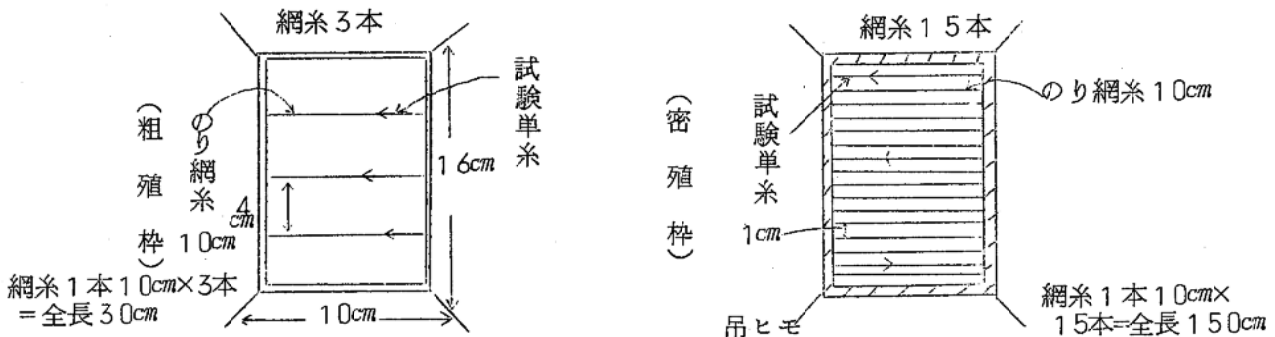 網糸3本
(粗殖枠)
のり網糸10cm
試験単糸
16cm
4cm
網糸1本10cm×3本
=全長30cm
10cm
網糸15本
(密殖枠)
試験単糸
のり網糸10cm
1cm
吊ヒモ
網糸1本10cm×
15本=全長150cm